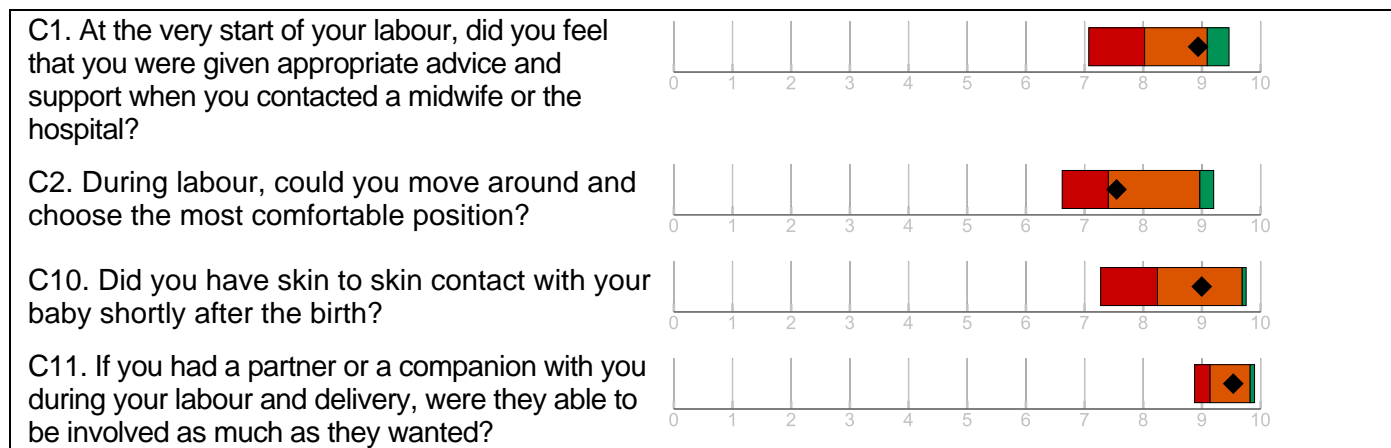 C1. At the very start of your labour, did you feel
that you were given appropriate advice and
support when you contacted a midwife or the
hospital?
0 1 2 3 4 5 6 7 8 9 10
C2. During labour, could you move around and
choose the most comfortable position?
0 1 2 3 4 5 6 7 8 9 10
C10. Did you have skin to skin contact with your
baby shortly after the birth?
0 1 2 3 4 5 6 7 8 9 10
C11. If you had a partner or a companion with you
during your labour and delivery, were they able to
be involved as much as they wanted?
0 1 2 3 4 5 6 7 8 9 10